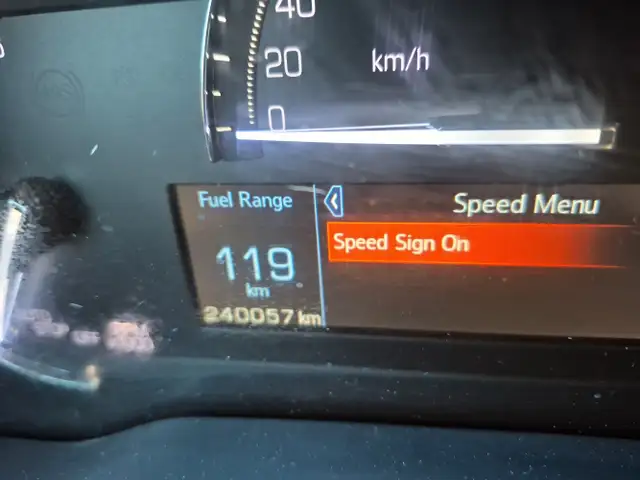 40
20
km/h
0
Fuel Range
Speed Menu
Speed Sign On
119
km
240057 km